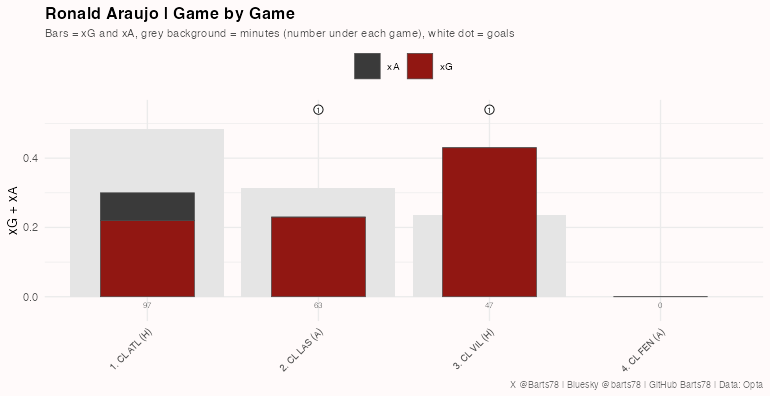 Ronald Araujo | Game by Game
Bars = xG and xA, grey background = minutes (number under each game), white dot = goals
xA
xG
1
1
xG + xA
0.4
0.2
0.0
97
63
47
0
1. CL ATL (H)
2. CL LAS (A)
3. CL VIL (H)
4. CL FEN (A)
X @Barts78 | Bluesky @barts78 | GitHub Barts78 | Data: Opta